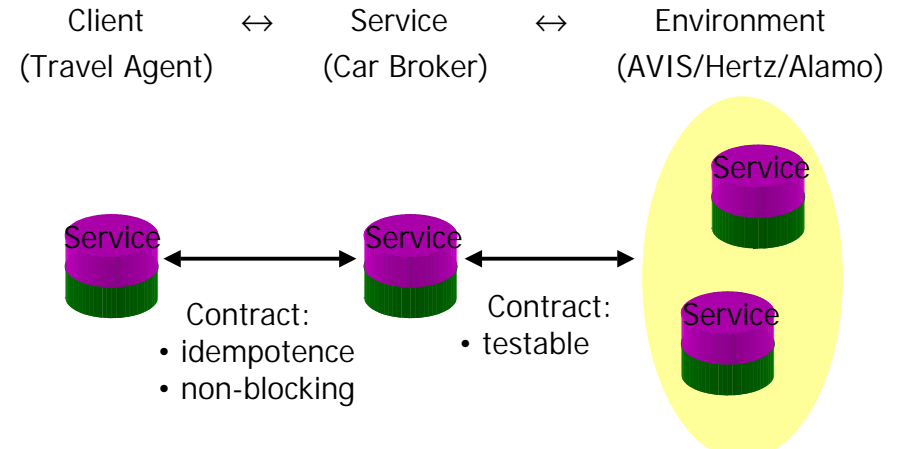 Client ↔ Service ↔ Environment
(Travel Agent) (Car Broker) (AVIS/Hertz/Alamo)
Service
Service
Service
Service
Contract:
• idempotence
• non-blocking
Contract:
• testable